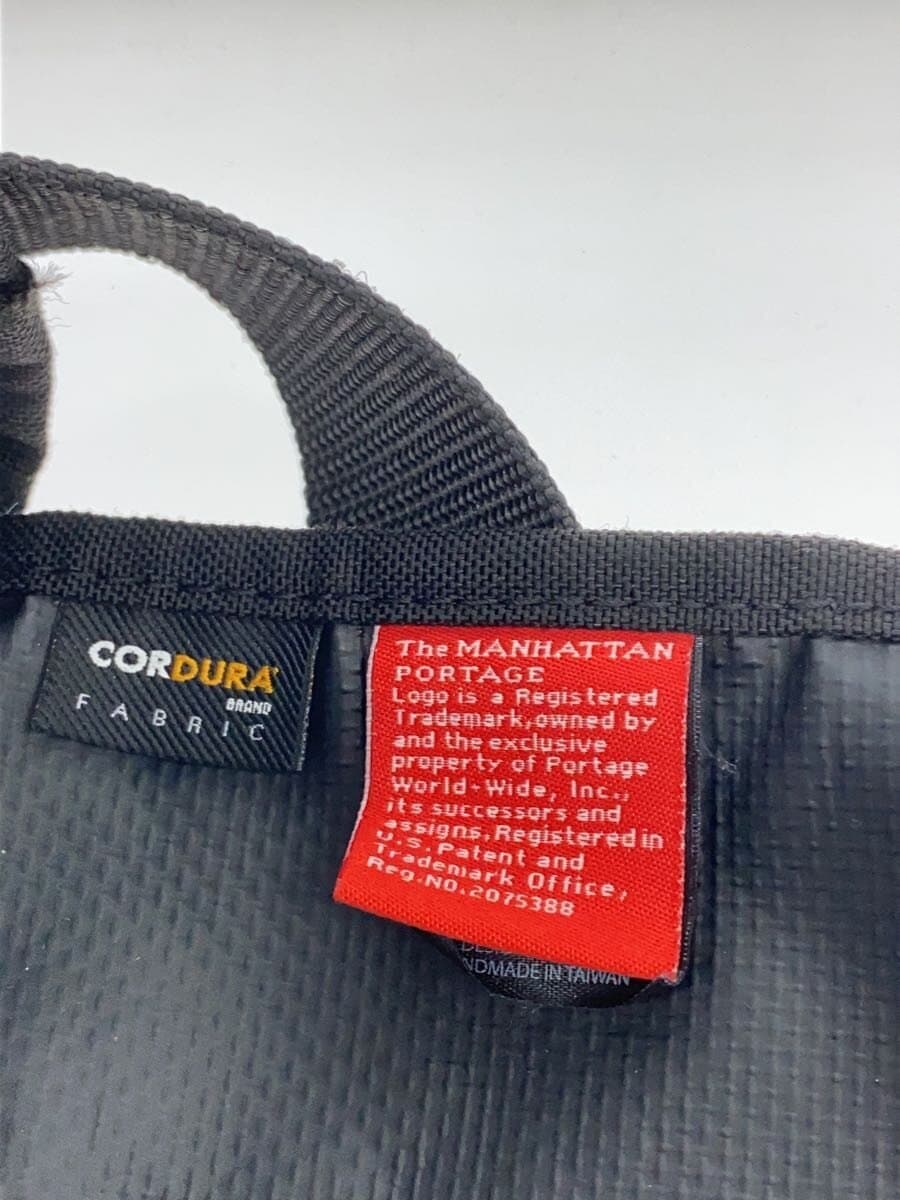 CORDURA
BRAND
FABRIC
The MANHATTAN
PORTAGE
Logo is a Registered
Trademark,owned by
and the exclusive
property of Portage
World-Wide, Inc.,
its successors and
assigns.Registered in
U.S. Patent and
Trademark Office,
Reg.NO.2075388
NDMADE IN TAIWAN